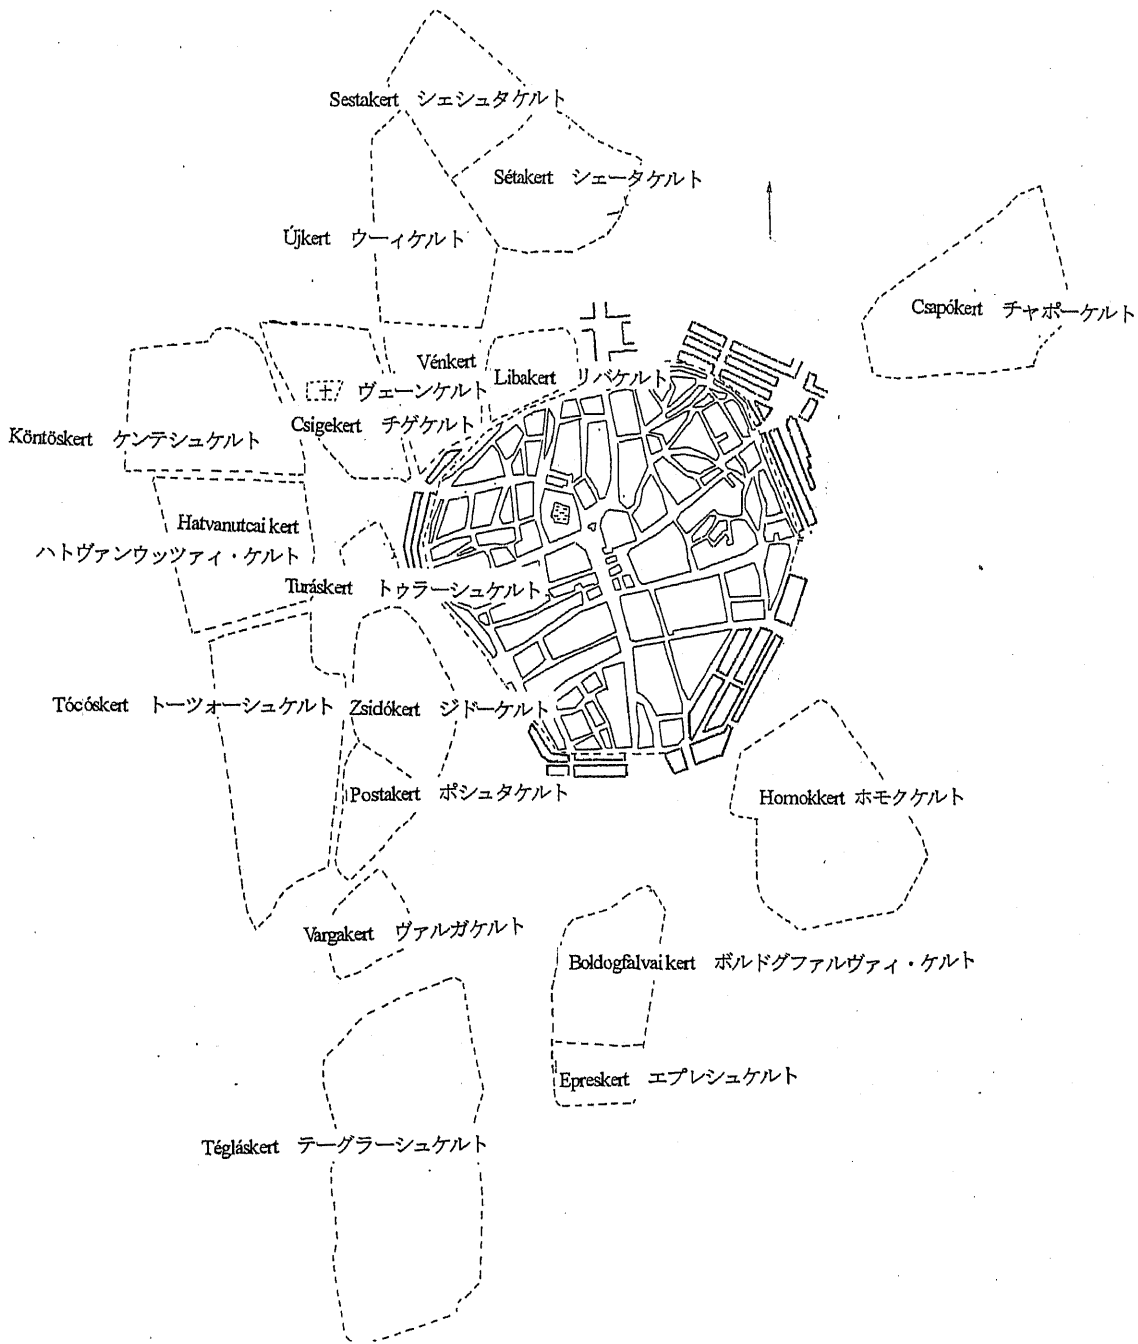 Sestakert シェシュタケルト
Sétakert シェータケルト
Újkert ウーィケルト
Csapókert チャポーケルト
Vénkert
ヴェーンケルト
Libakert リバケルト
Csigekert チゲケルト
Köntöskert ケンテシュケルト
Hatvanutcai kert
ハトヴァンウッツァイ・ケルト
Turáskert トゥラーシュケルト
Tócóskert トーツォーシュケルト
Zsidókert ジドーケルト
Postakert ポシュタケルト
Homokkert ホモクケルト
Vargakert ヴァルガケルト
Boldogfalvai kert ボルドグファルヴァィ・ケルト
Epreskert エプレシュケルト
Tégláskert テーグラーシュケルト